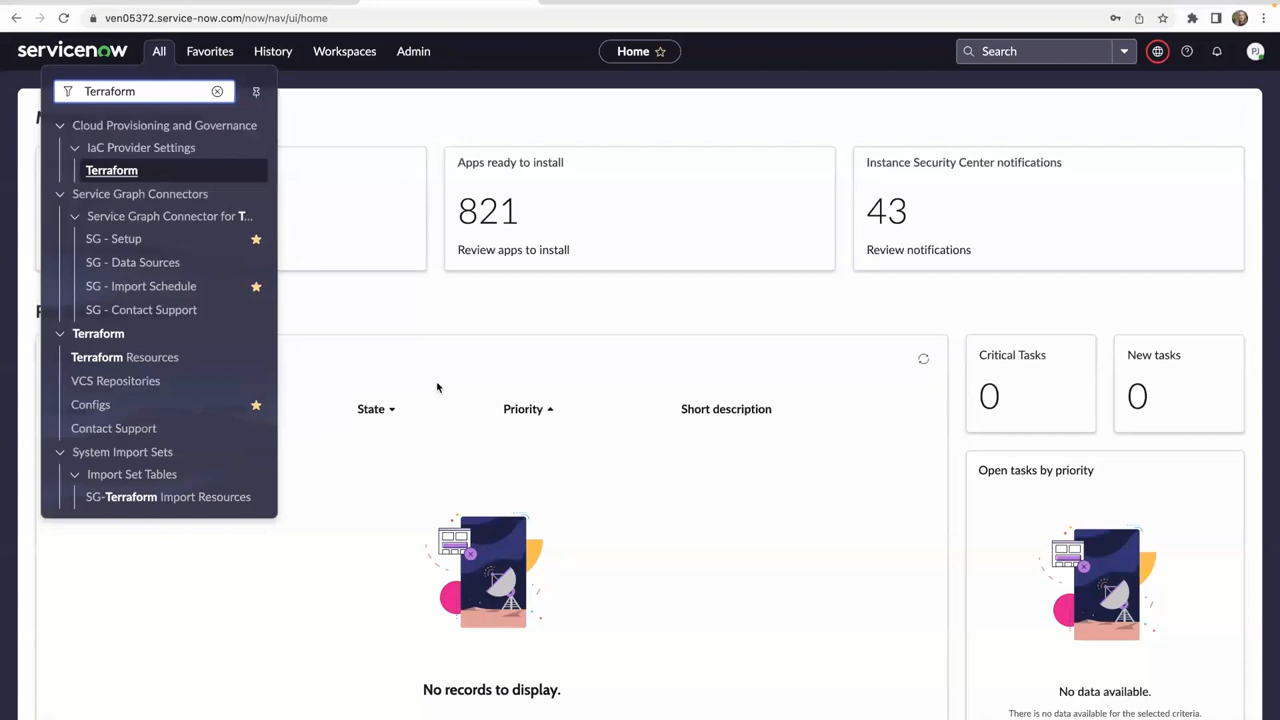 ven05372.service-now.com/now/nav/ui/home
servicenow
All
Favorites
History
Workspaces
Admin
Home
Search
PJ
Terraform
Cloud Provisioning and Governance
IaC Provider Settings
Terraform
Service Graph Connectors
Service Graph Connector for T...
SG - Setup
SG - Data Sources
SG - Import Schedule
SG - Contact Support
Terraform
Terraform Resources
VCS Repositories
Configs
Contact Support
System Import Sets
Import Set Tables
SG-Terraform Import Resources
Apps ready to install
821
Review apps to install
Instance Security Center notifications
43
Review notifications
State
Priority
Short description
No records to display.
Critical Tasks
0
New tasks
0
Open tasks by priority
No data available.
There is no data available for the selected criteria.